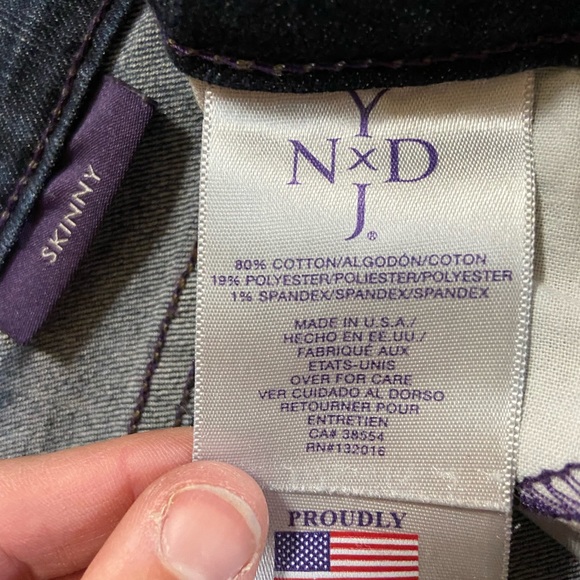 SKINNY
Y
N×D
J®
80% COTTON/ALGODÓN/COTON
19% POLYESTER/POLIESTER/POLYESTER
1% SPANDEX/SPANDEX/SPANDEX
MADE IN U.S.A./
HECHO EN EE.UU./
FABRIQUÉ AUX
ETATS-UNIS
OVER FOR CARE
VER CUIDADO AL DORSO
RETOURNER POUR
ENTRETIEN
CA# 38554
RN#132016
PROUDLY